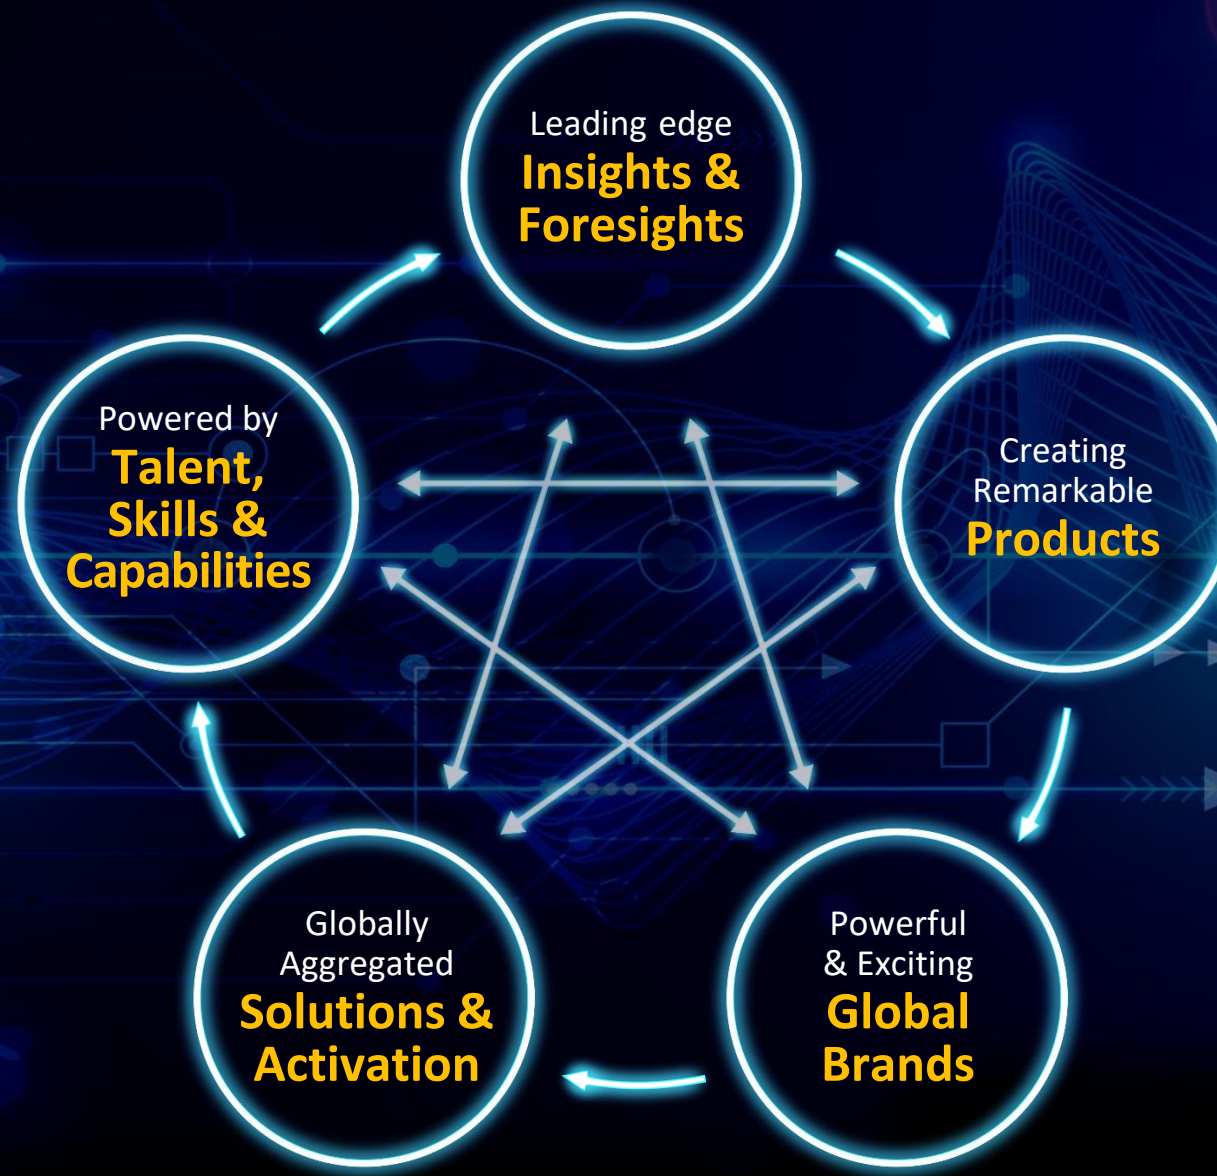 Leading edge
Insights &
Foresights
Creating
Remarkable
Products
Powerful
& Exciting
Global
Brands
Globally
Aggregated
Solutions &
Activation
Powered by
Talent,
Skills &
Capabilities